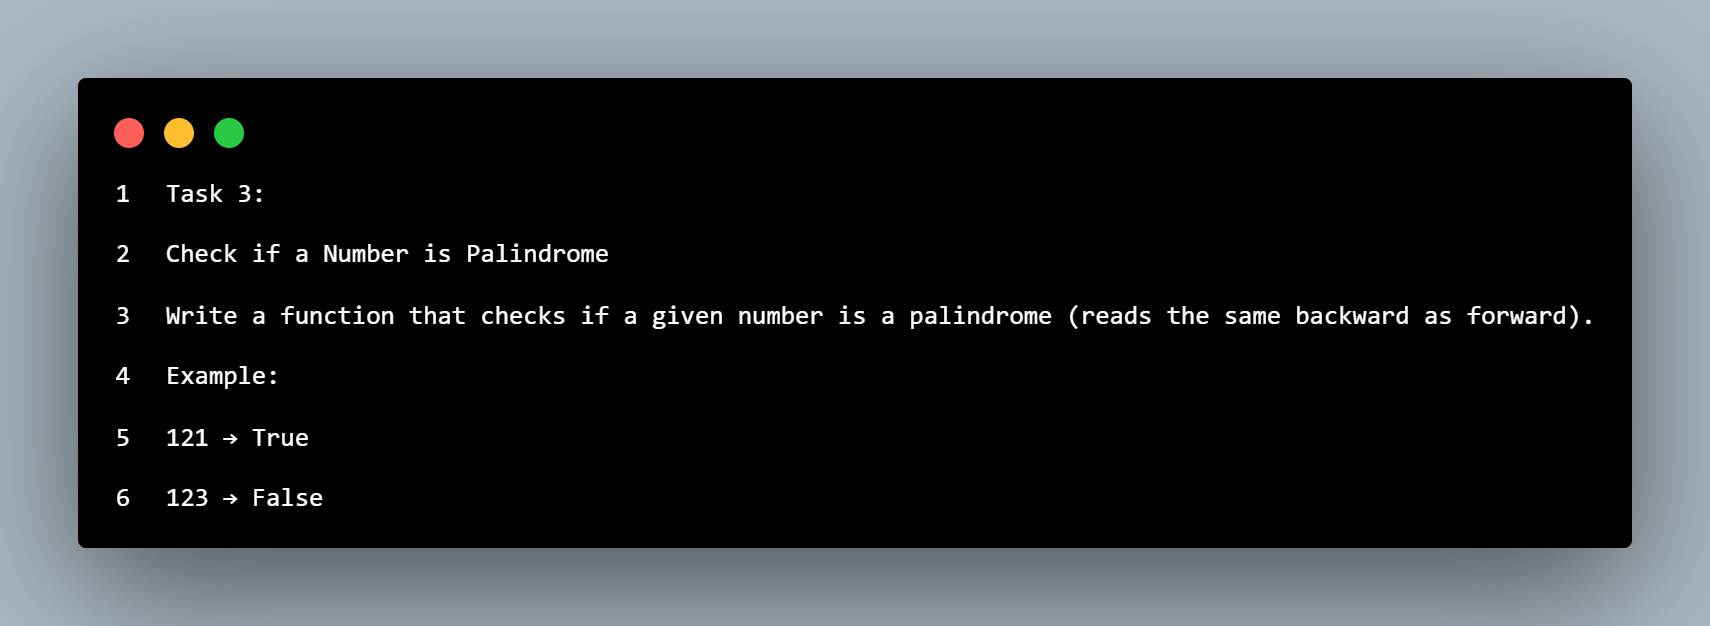 1 Task 3:
2 Check if a Number is Palindrome
3 Write a function that checks if a given number is a palindrome (reads the same backward as forward).
4 Example:
5 121 → True
6 123 → False